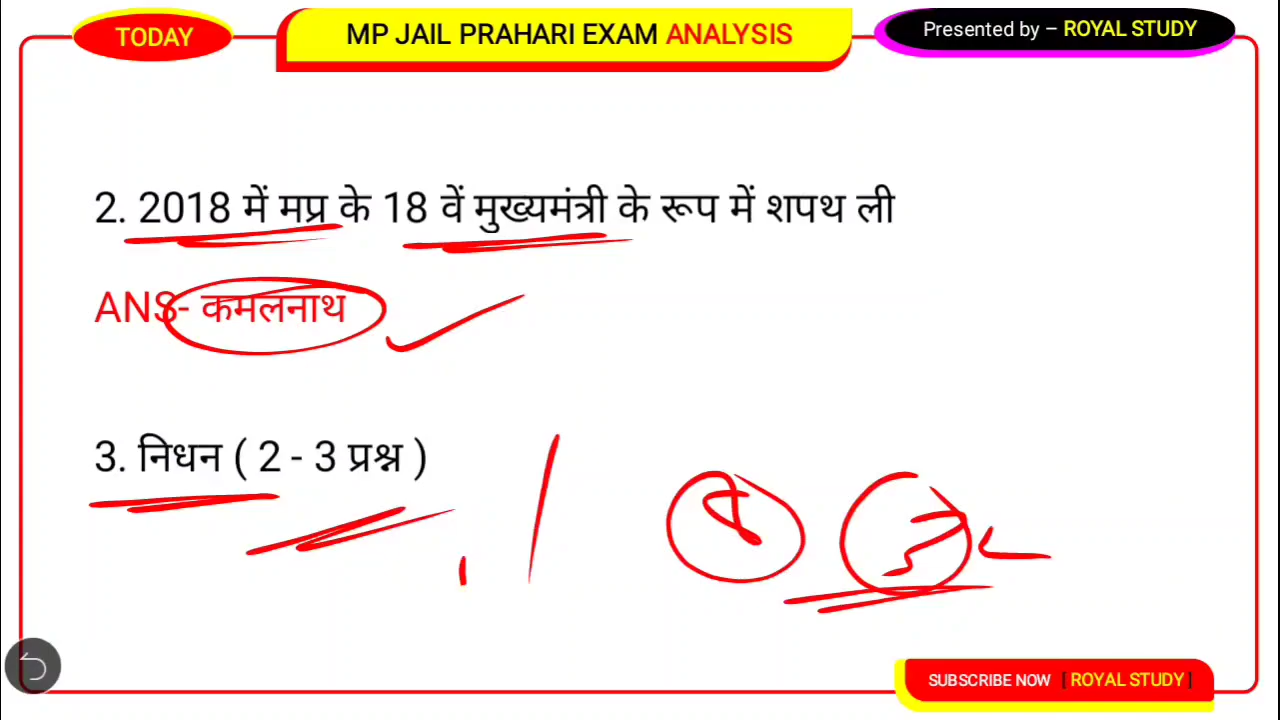 TODAY
MP JAIL PRAHARI EXAM ANALYSIS
Presented by – ROYAL STUDY
2. 2018 में मप्र के 18 वें मुख्यमंत्री के रूप में शपथ ली
ANS- कमलनाथ
3. निधन ( 2 - 3 प्रश्न )
SUBSCRIBE NOW [ ROYAL STUDY ]